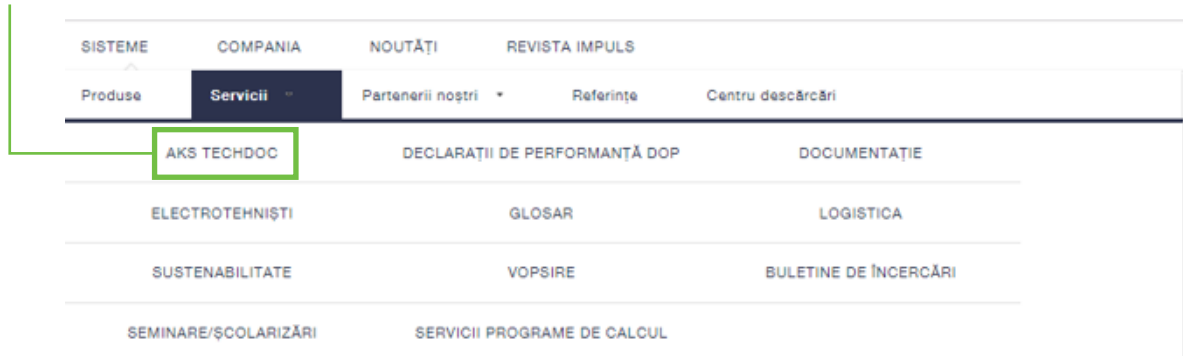 SISTEME COMPANIA NOUTĂȚI REVISTA IMPULS
Produse Servicii Partenerii noștri Referințe Centru descărcări
AKS TECHDOC DECLARAȚII DE PERFORMANȚĂ DOP DOCUMENTAȚIE
ELECTROTEHNIȘTI GLOSAR LOGISTICA
SUSTENABILITATE VOPSIRE BULETINE DE ÎNCERCĂRI
SEMINARE/ȘCOLARIZĂRI SERVICII PROGRAME DE CALCUL